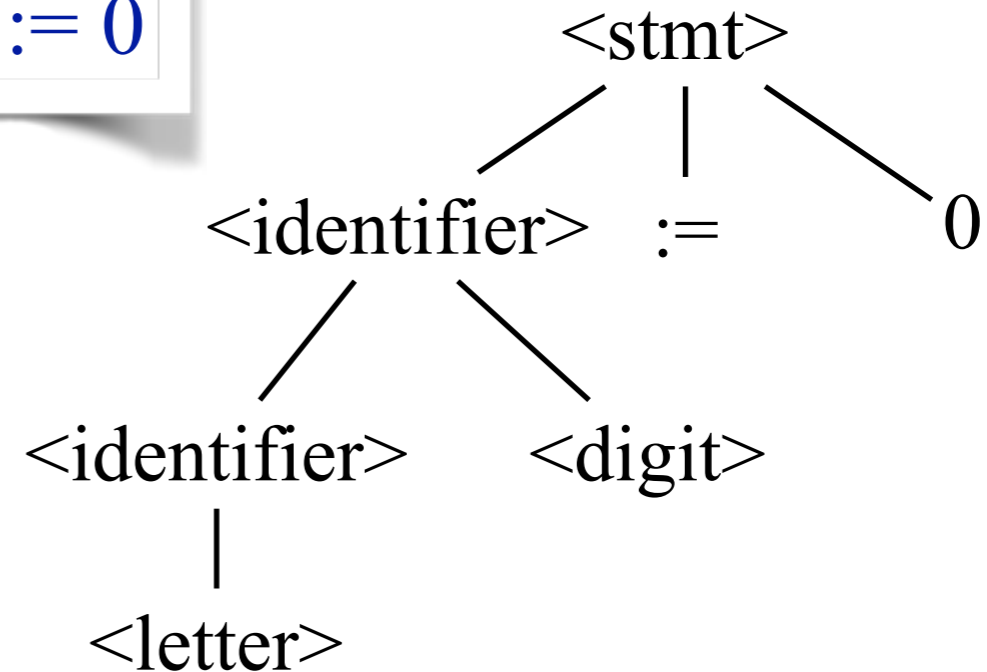 := 0
<stmt>
<identifier> := 0
<identifier> <digit>
<letter>